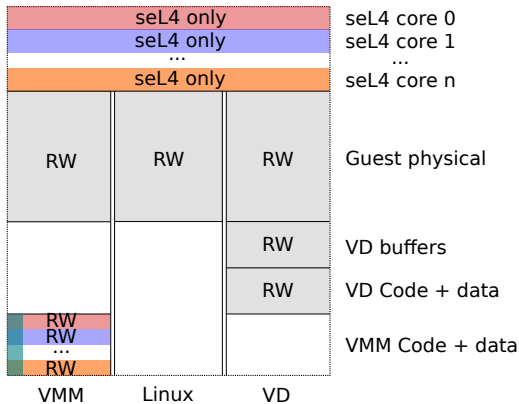 seL4 only seL4 core 0
seL4 only seL4 core 1
... ...
seL4 only seL4 core n
RW RW RW Guest physical
RW VD buffers
RW VD Code + data
RW
RW
... VMM Code + data
RW
VMM Linux VD